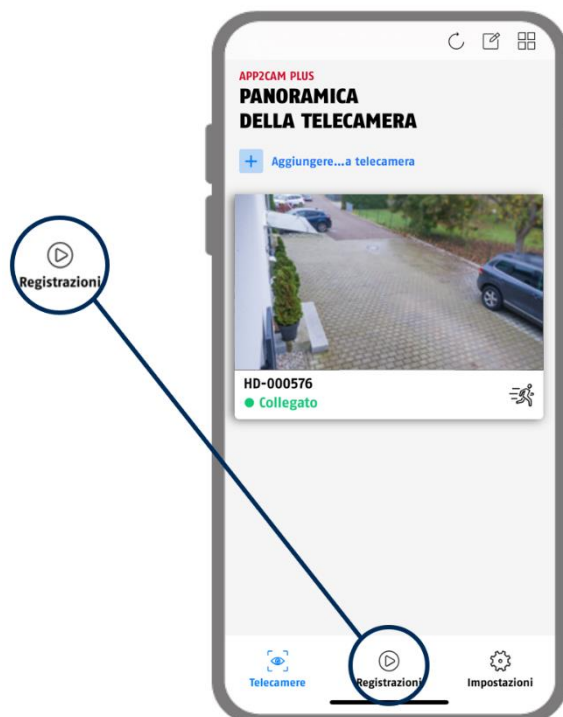 APP2CAM PLUS
PANORAMICA
DELLA TELECAMERA
Aggiungere...a telecamera
Registrazioni
HD-000576
Collegato
Telecamere
Registrazioni
Impostazioni